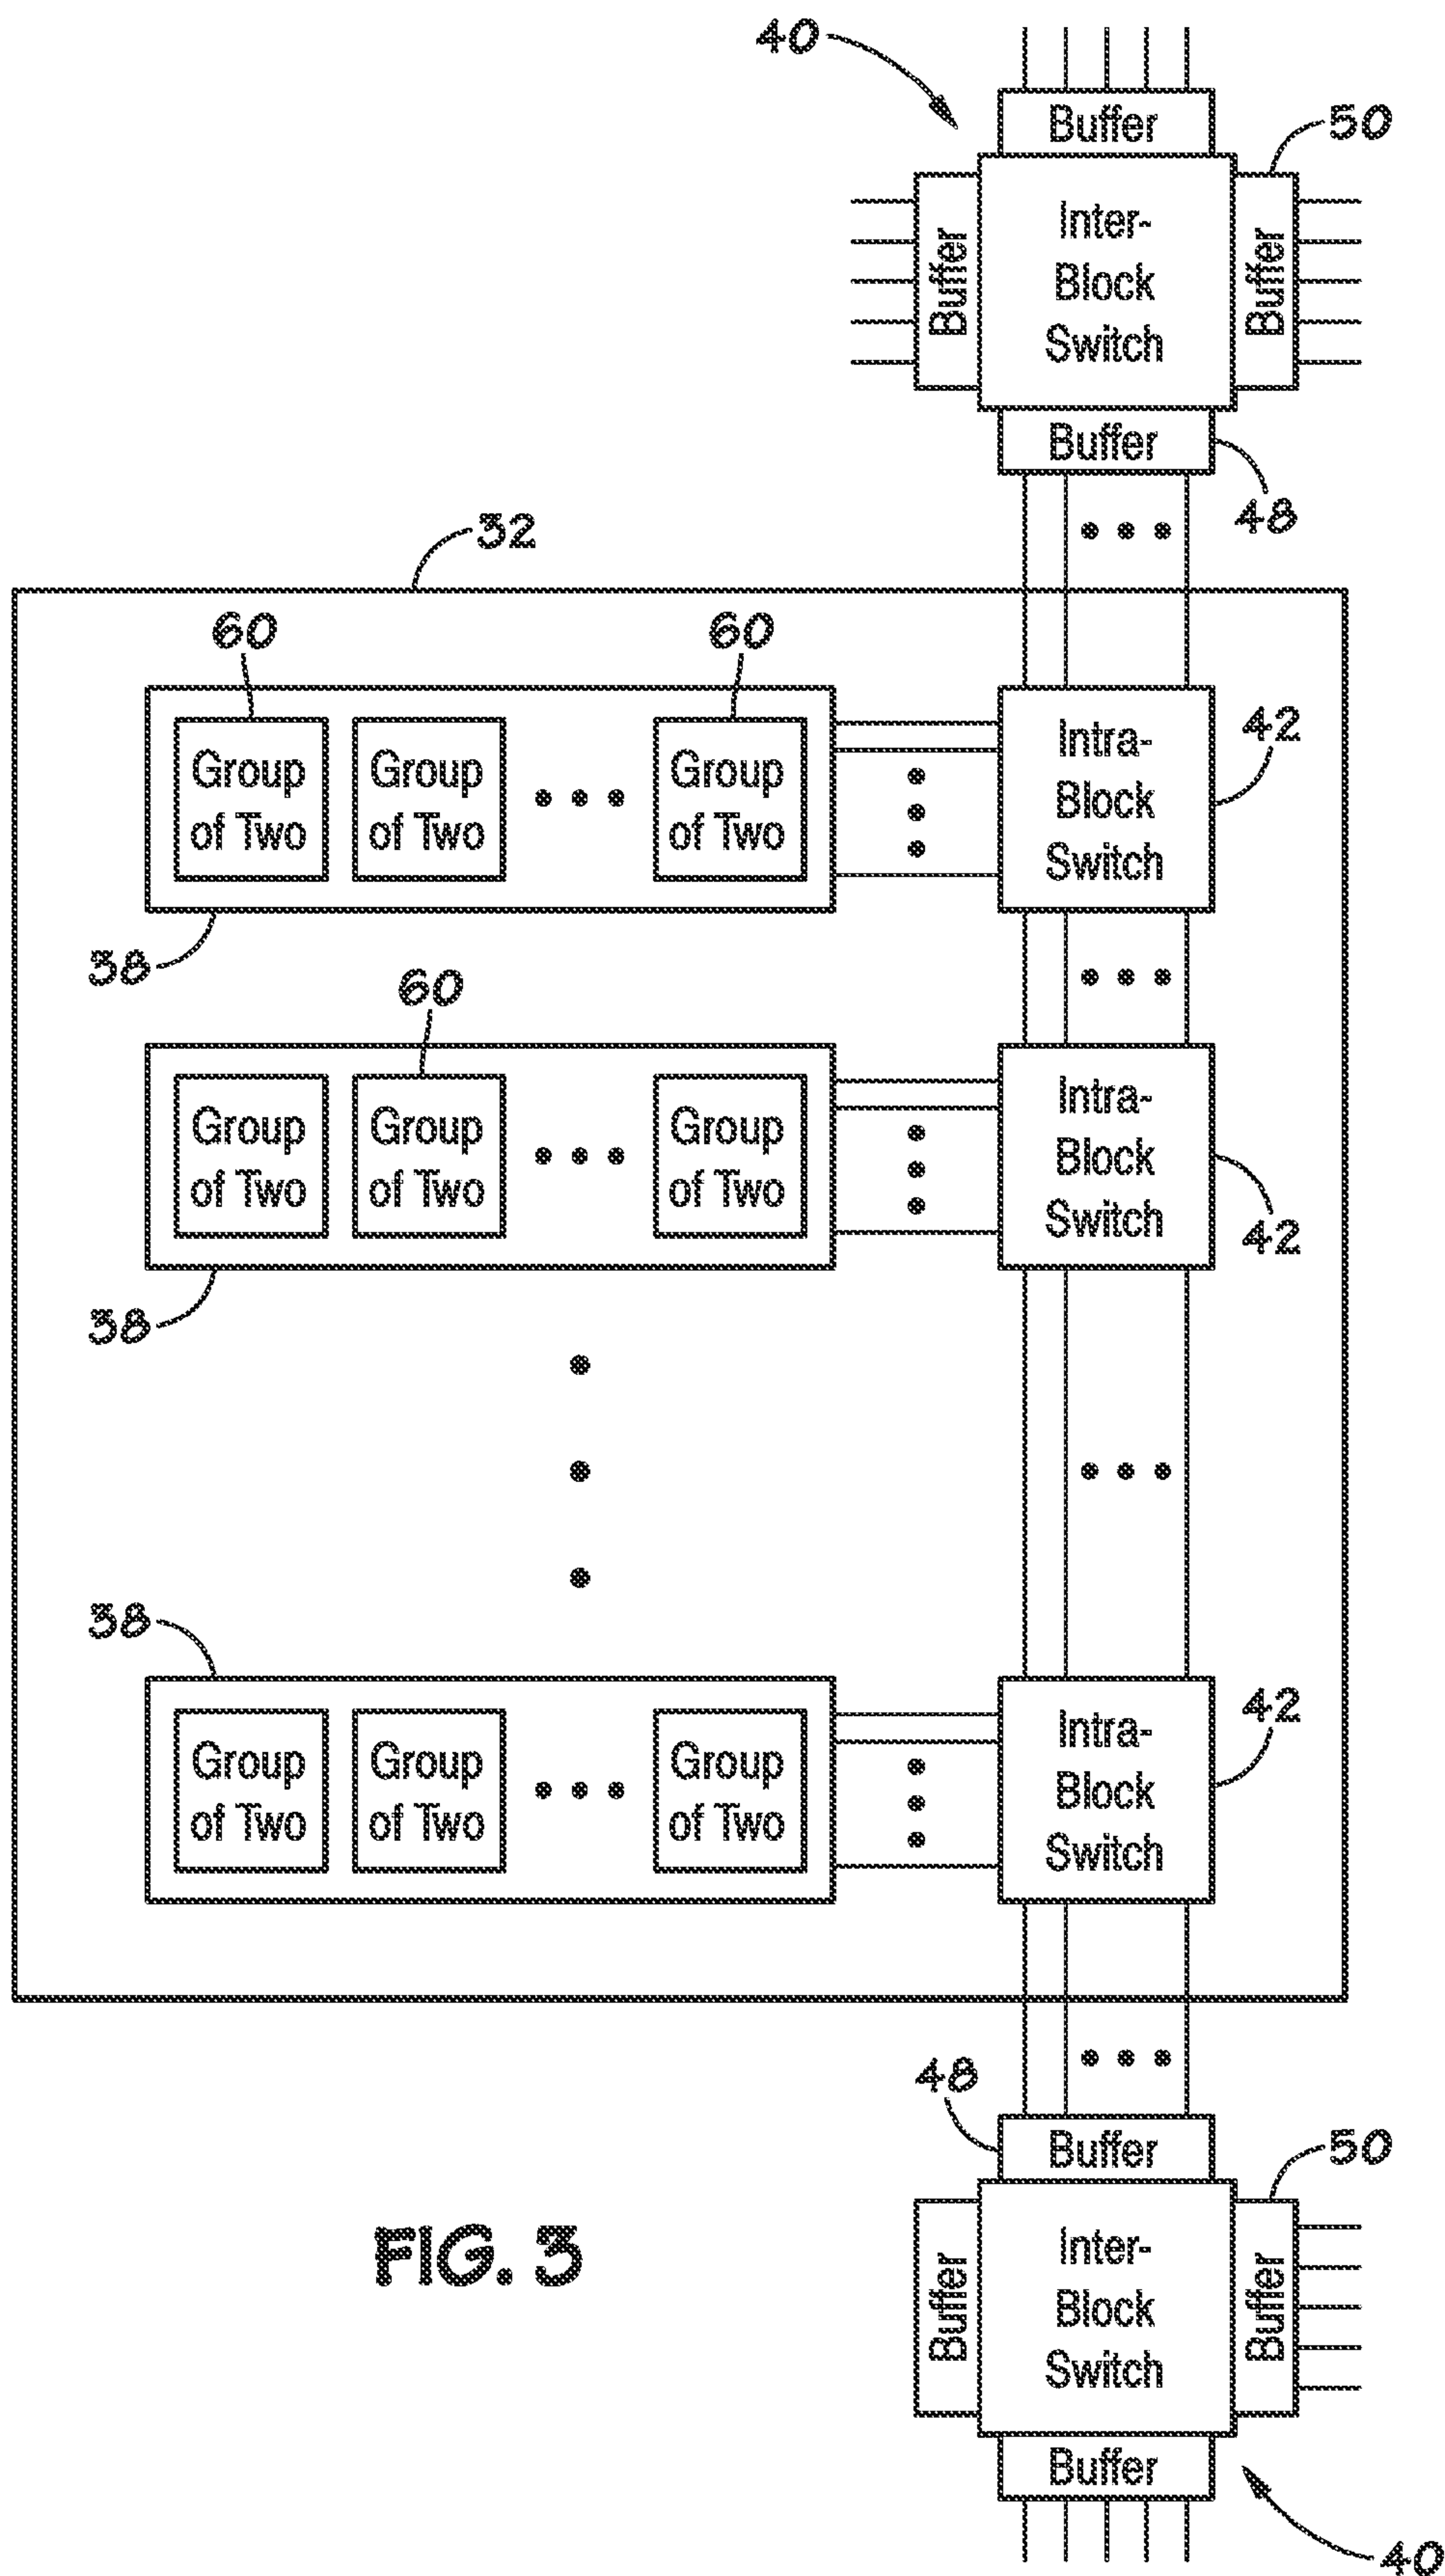 40
Buffer
50
Buffer
Inter-
Block
Switch
Buffer
Buffer
48
32
60
60
Group
of Two
Group
of Two
Group
of Two
Intra-
Block
Switch
42
38
60
Group
of Two
Group
of Two
Group
of Two
Intra-
Block
Switch
42
38
38
Group
of Two
Group
of Two
Group
of Two
Intra-
Block
Switch
42
48
Buffer
50
Buffer
Inter-
Block
Switch
Buffer
Buffer
40
FIG. 3